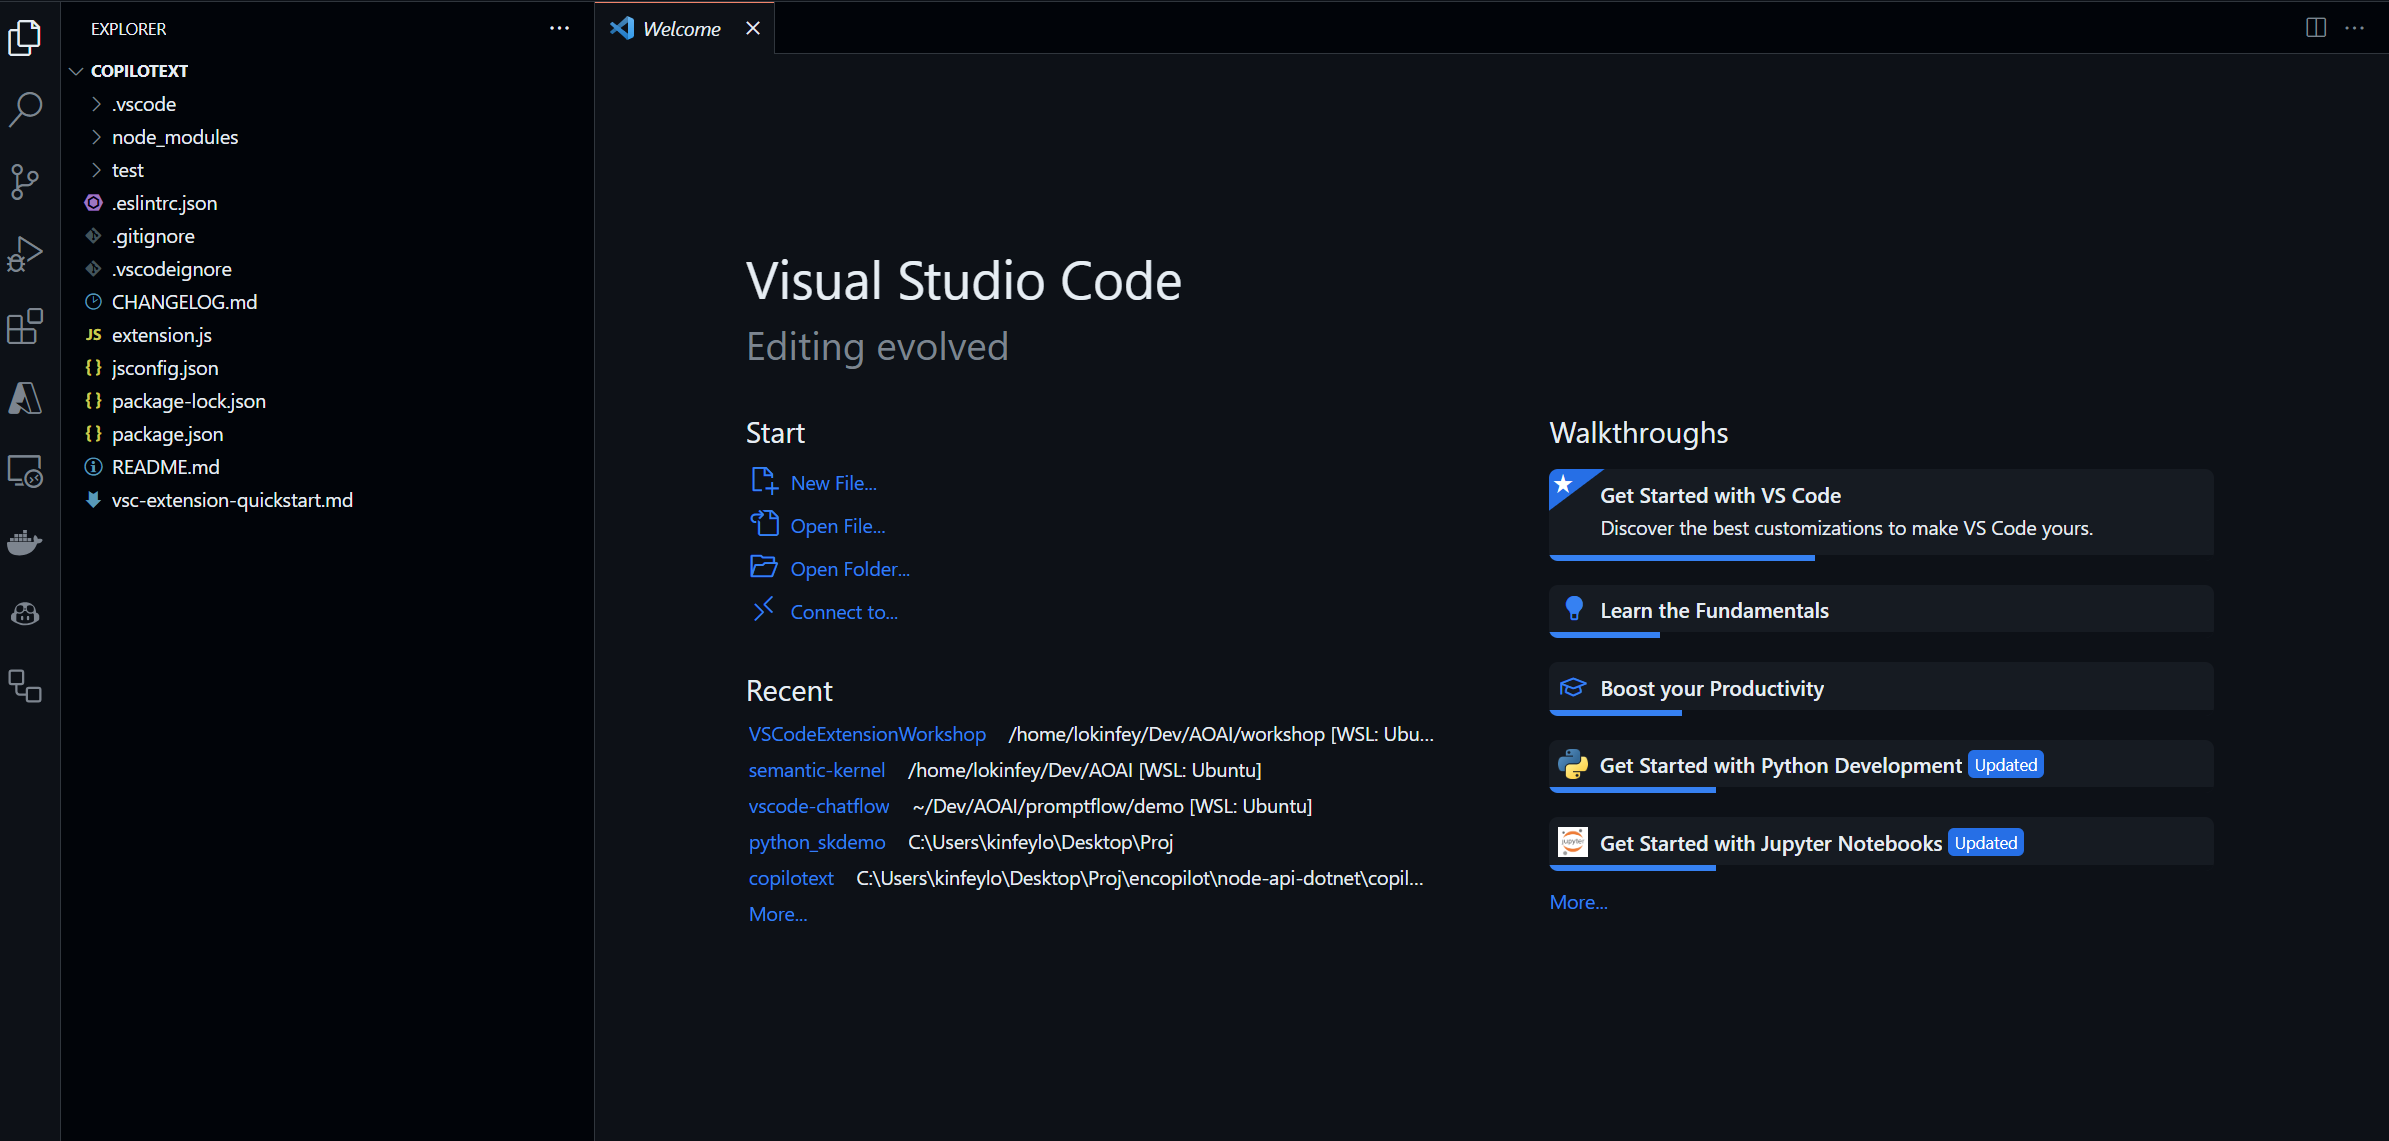 EXPLORER
COPILOTEXT
.vscode
node_modules
test
.eslintrc.json
.gitignore
.vscodeignore
CHANGELOG.md
JS extension.js
{} jsconfig.json
{} package-lock.json
{} package.json
README.md
vsc-extension-quickstart.md
Welcome
Visual Studio Code
Editing evolved
Start
New File...
Open File...
Open Folder...
Connect to...
Recent
VSCodeExtensionWorkshop /home/lokinfey/Dev/AOAI/workshop [WSL: Ubu...
semantic-kernel /home/lokinfey/Dev/AOAI [WSL: Ubuntu]
vscode-chatflow ~/Dev/AOAI/promptflow/demo [WSL: Ubuntu]
python_skdemo C:\Users\kinfeylo\Desktop\Proj
copilotext C:\Users\kinfeylo\Desktop\Proj\encopilot\node-api-dotnet\copil...
More...
Walkthroughs
Get Started with VS Code
Discover the best customizations to make VS Code yours.
Learn the Fundamentals
Boost your Productivity
Get Started with Python Development Updated
jupyter Get Started with Jupyter Notebooks Updated
More...